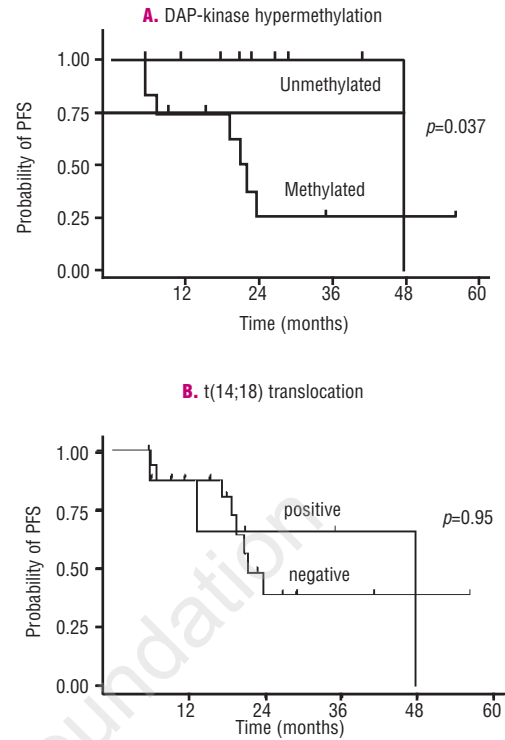 A. DAP-kinase hypermethylation
Probability of PFS
1.00
0.75
0.50
0.25
0.00
Unmethylated
p=0.037
Methylated
12 24 36 48 60
Time (months)
B. t(14;18) translocation
Probability of PFS
1.00
0.75
0.50
0.25
0.00
positive
p=0.95
negative
12 24 36 48 60
Time (months)